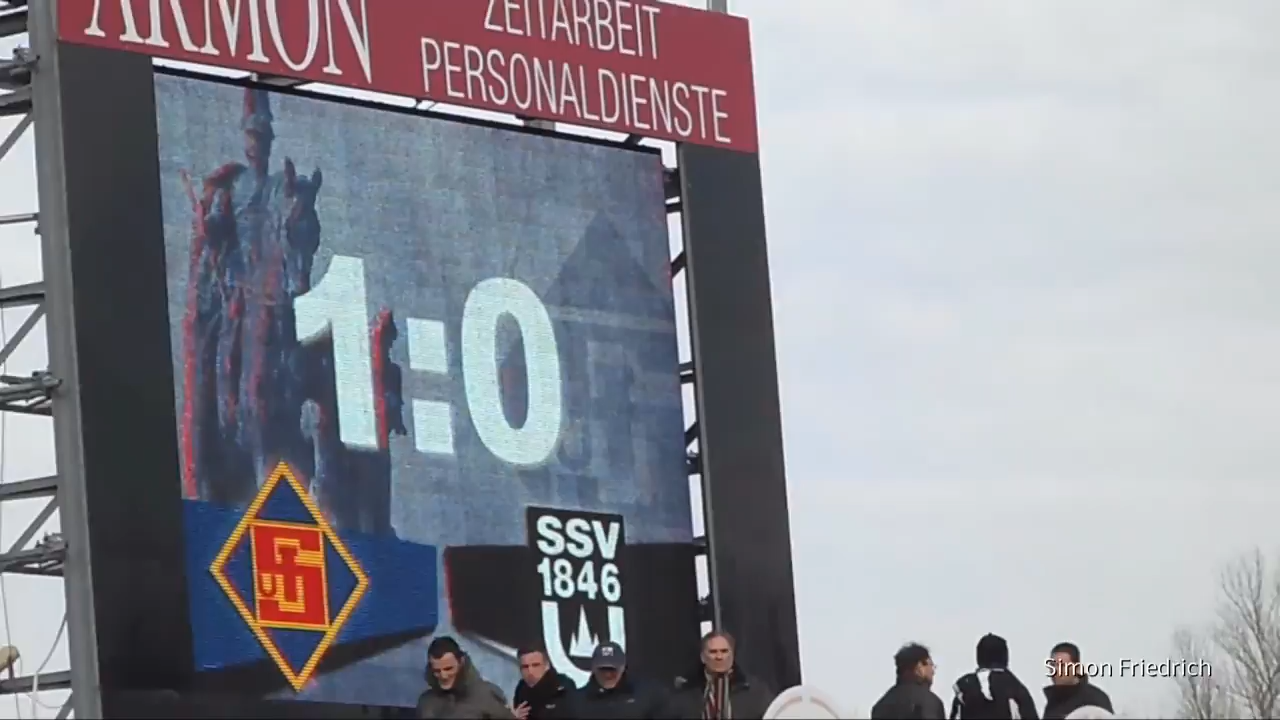 ARMON
ZEITARBEIT
PERSONALDIENSTE
1:0
SSV
1846
Simon Friedrich